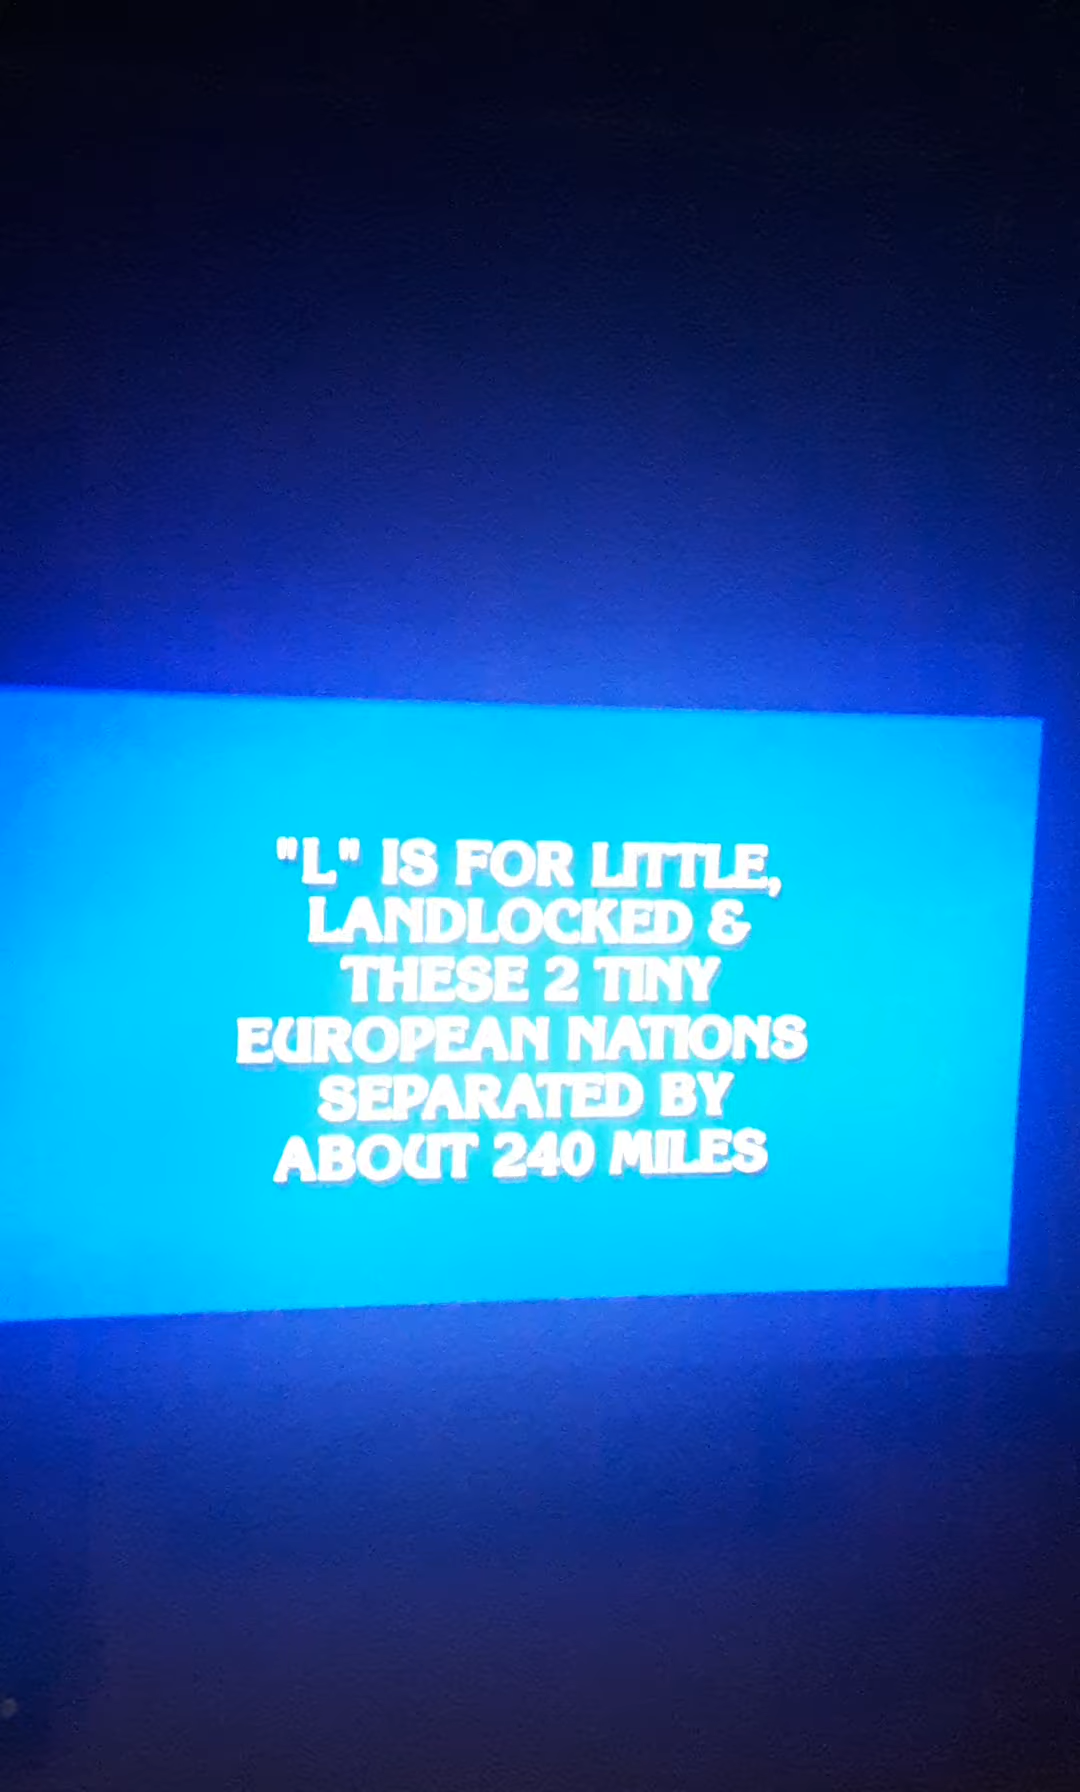 "L" IS FOR LITTLE,
LANDLOCKED &
THESE 2 TINY
EUROPEAN NATIONS
SEPARATED BY
ABOUT 240 MILES